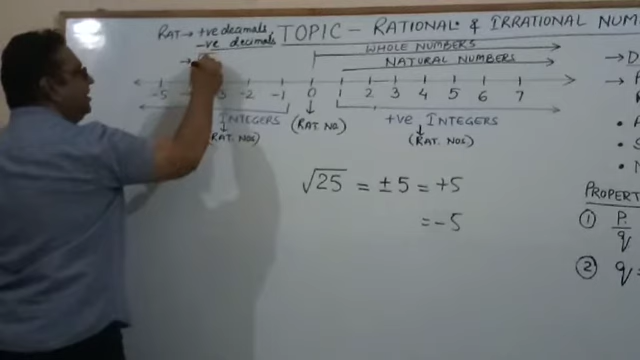 RAT → +ve decimals
-ve decimals
→
TOPIC - RATIONAL & IRRATIONAL NUM
WHOLE NUMBERS
NATURAL NUMBERS
-5 3 -2 -1 0 1 2 3 4 5 6 7
INTEGERS
(RAT. NOS)
(RAT. NO)
+ve INTEGERS
(RAT. NOS)
√25 = ±5 = +5
= -5
→ D
→
• S
PROPERT
① P
q
② q =